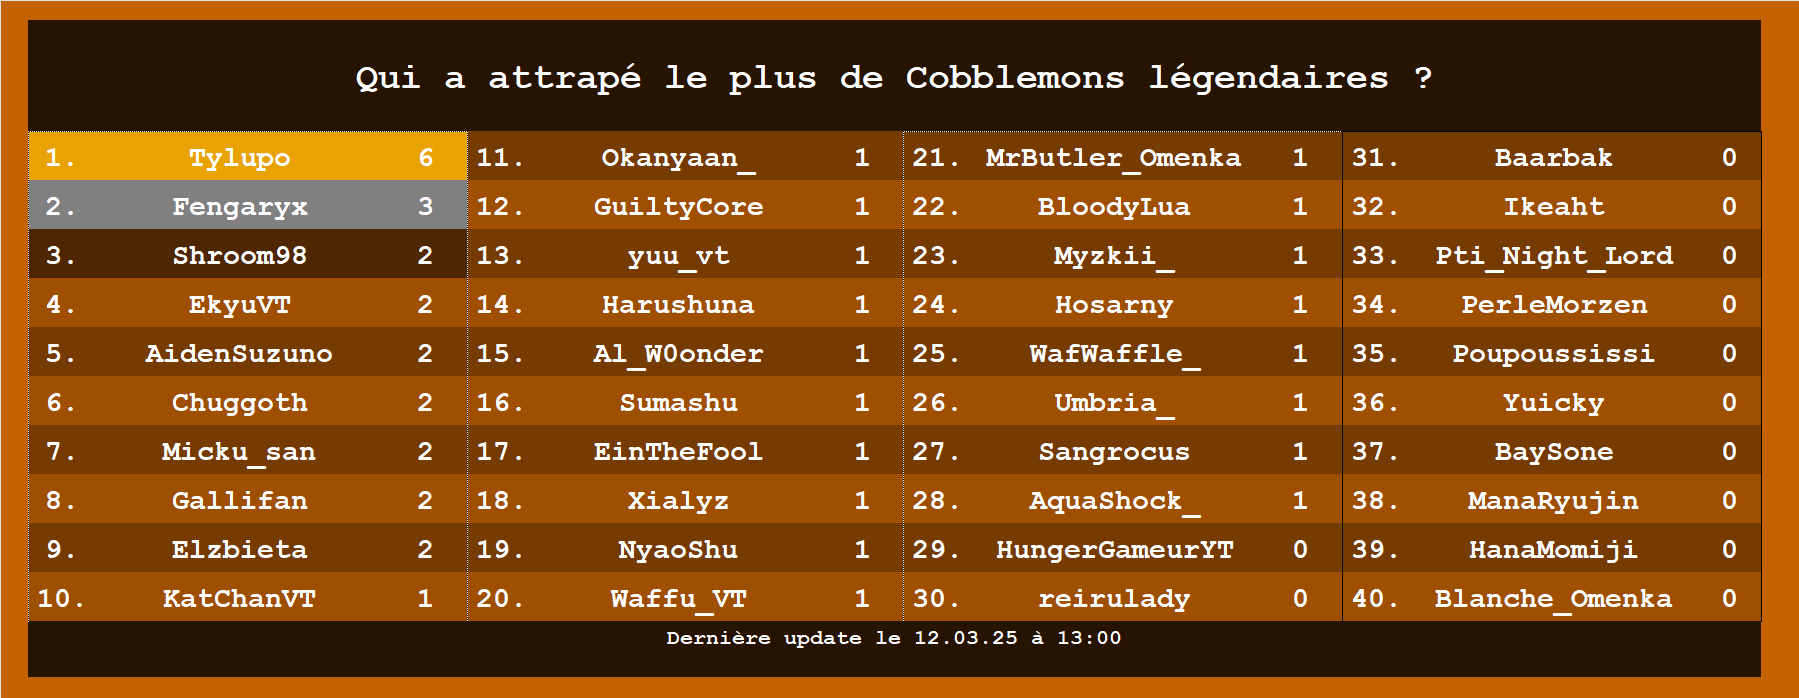 Qui a attrapé le plus de Cobblemons légendaires ?
1. Tylupo 6
2. Fengaryx 3
3. Shroom98 2
4. EkyuVT 2
5. AidenSuzuno 2
6. Chuggoth 2
7. Micku_san 2
8. Gallifan 2
9. Elzbieta 2
10. KatChanVT 1
11. Okanyaan_ 1
12. GuiltyCore 1
13. yuu_vt 1
14. Harushuna 1
15. Al_W0onder 1
16. Sumashu 1
17. EinTheFool 1
18. Xialyz 1
19. NyaoShu 1
20. Waffu_VT 1
21. MrButler_Omenka 1
22. BloodyLua 1
23. Myzkii_ 1
24. Hosarny 1
25. WafWaffle_ 1
26. Umbria_ 1
27. Sangrocus 1
28. AquaShock_ 1
29. HungerGameurYT 0
30. reirulady 0
31. Baarbak 0
32. Ikeaht 0
33. Pti_Night_Lord 0
34. PerleMorzen 0
35. Poupoussissi 0
36. Yuicky 0
37. BaySone 0
38. ManaRyujin 0
39. HanaMomiji 0
40. Blanche_Omenka 0
Dernière update le 12.03.25 à 13:00